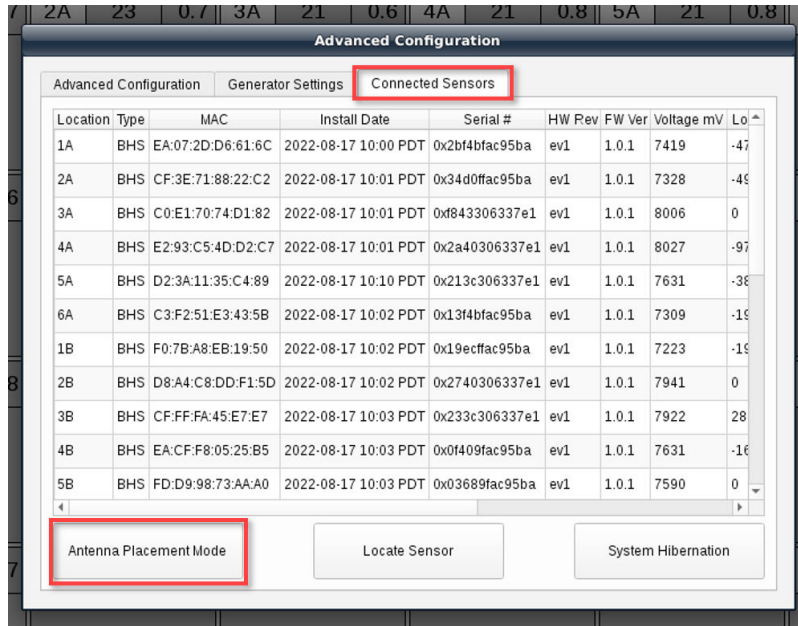 7 2A 23 0.7 3A 21 0.6 4A 21 0.8 5A 21 0.8
Advanced Configuration
Advanced Configuration Generator Settings Connected Sensors
Location Type MAC Install Date Serial # HW Rev FW Ver Voltage mV Lo
1A BHS EA:07:2D:D6:61:6C 2022-08-17 10:00 PDT 0x2bf4bfac95ba ev1 1.0.1 7419 -47
2A BHS CF:3E:71:88:22:C2 2022-08-17 10:01 PDT 0x34d0ffac95ba ev1 1.0.1 7328 -49
3A BHS C0:E1:70:74:D1:82 2022-08-17 10:01 PDT 0xf843306337e1 ev1 1.0.1 8006 0
4A BHS E2:93:C5:4D:D2:C7 2022-08-17 10:01 PDT 0x2a40306337e1 ev1 1.0.1 8027 -97
5A BHS D2:3A:11:35:C4:89 2022-08-17 10:10 PDT 0x213c306337e1 ev1 1.0.1 7631 -38
6A BHS C3:F2:51:E3:43:5B 2022-08-17 10:02 PDT 0x13f4bfac95ba ev1 1.0.1 7309 -19
1B BHS F0:7B:A8:EB:19:50 2022-08-17 10:02 PDT 0x19ecffac95ba ev1 1.0.1 7223 -19
2B BHS D8:A4:C8:DD:F1:5D 2022-08-17 10:02 PDT 0x2740306337e1 ev1 1.0.1 7941 0
3B BHS CF:FF:FA:45:E7:E7 2022-08-17 10:03 PDT 0x233c306337e1 ev1 1.0.1 7922 28
4B BHS EA:CF:F8:05:25:B5 2022-08-17 10:03 PDT 0x0f409fac95ba ev1 1.0.1 7631 -16
5B BHS FD:D9:98:73:AA:A0 2022-08-17 10:03 PDT 0x03689fac95ba ev1 1.0.1 7590 0
Antenna Placement Mode Locate Sensor System Hibernation